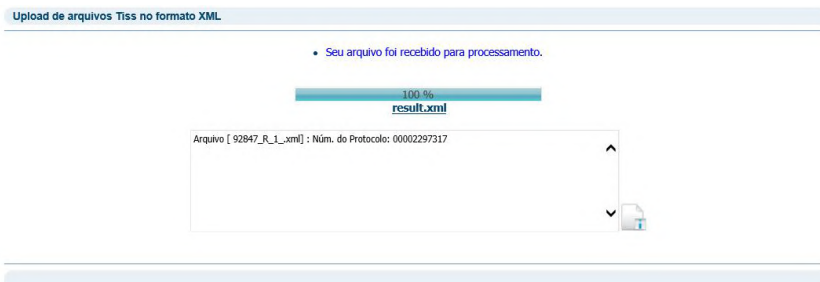 Upload de arquivos Tiss no formato XML
• Seu arquivo foi recebido para processamento.
100 %
result.xml
Arquivo [ 92847_R_1_.xml] : Núm. do Protocolo: 00002297317